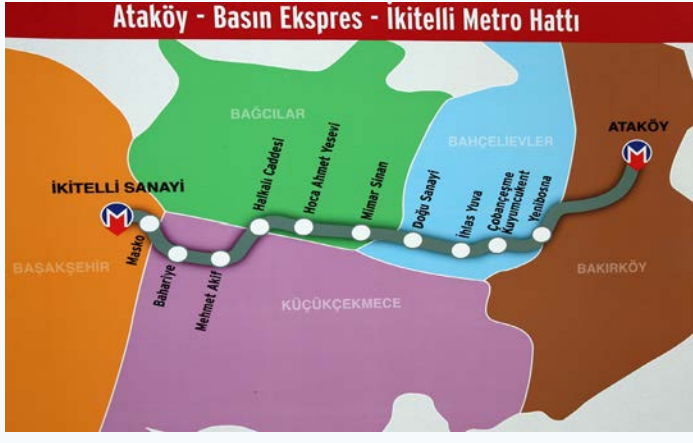 Ataköy - Basın Ekspres - İkitelli Metro Hattı
BAĞCILAR
BAHÇELİEVLER
ATAKÖY
M
İKİTELLİ SANAYİ
M
Masko
Bahariye
Mehmet Akif
Halkalı Caddesi
Hoca Ahmet Yesevi
Mimar Sinan
Doğu Sanayi
İhlas Yuva
Çobançeşme
Kuyumcukent
Yenibosna
BAŞAKŞEHİR
BAKIRKÖY
KÜÇÜKÇEKMECE